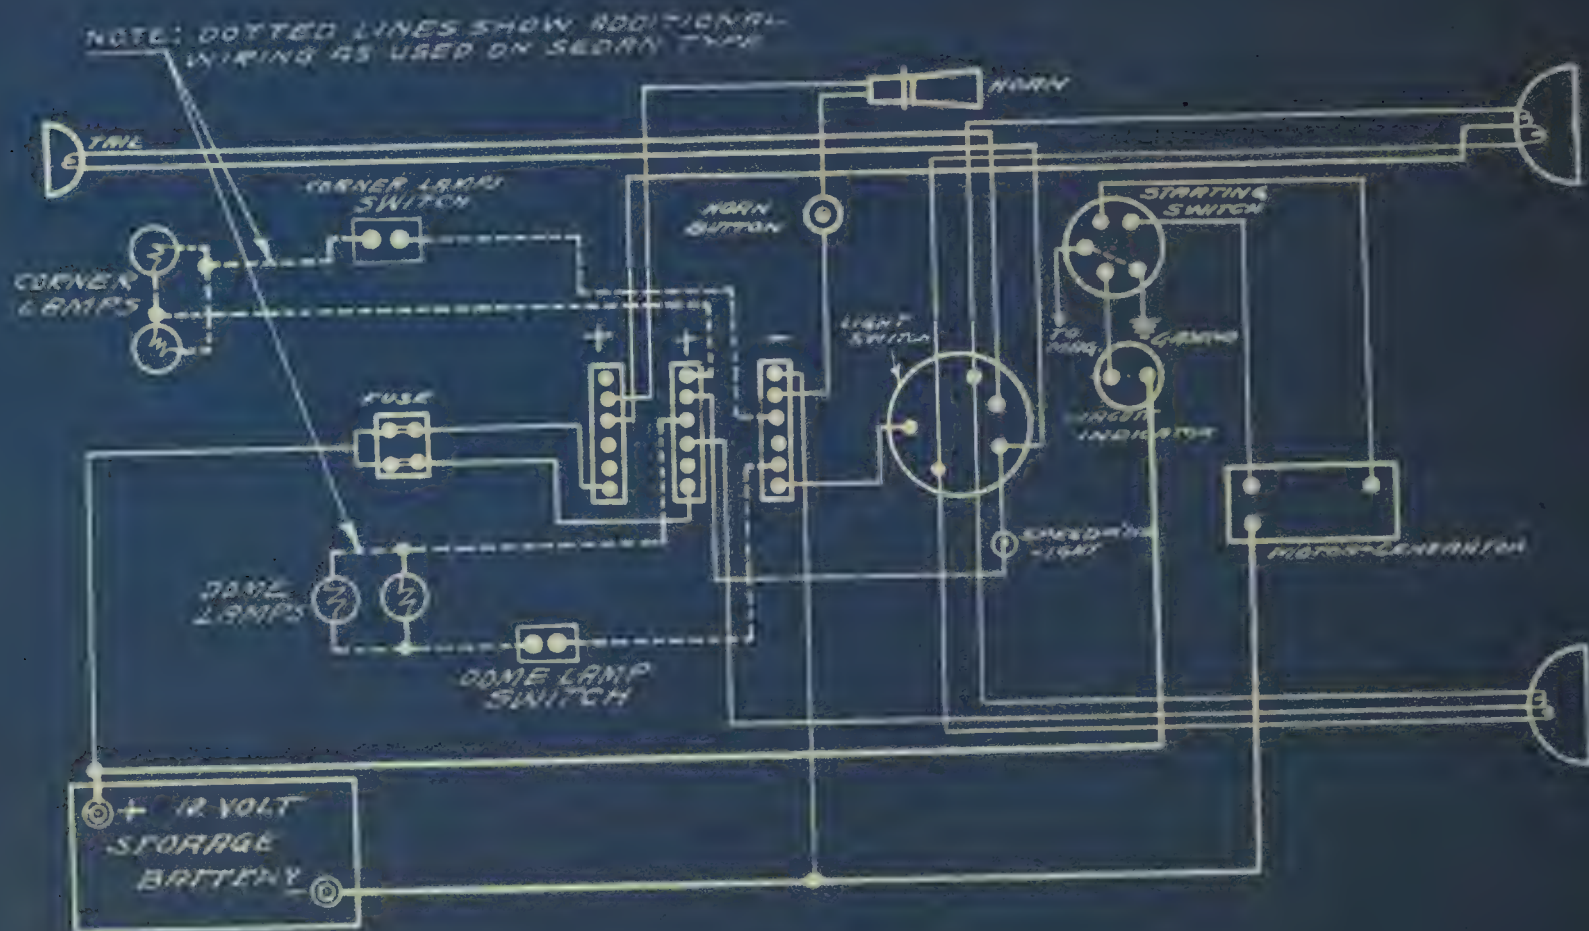 NOTE: DOTTED LINES SHOW ADDITIONAL
WIRING AS USED ON SEDAN TYPE
HORN
TAIL
CORNER LAMPS
SWITCH
STARTING
SWITCH
HORN
BUTTON
CORNER
LAMPS
+
+
-
LIGHT
SWITCH
TO
MAG.
GROUND
FUSE
INDICATOR
LIGHT
MOTOR-GENERATOR
DOME
LAMPS
DOME LAMP
SWITCH
+ 12 VOLT
STORAGE
BATTERY -